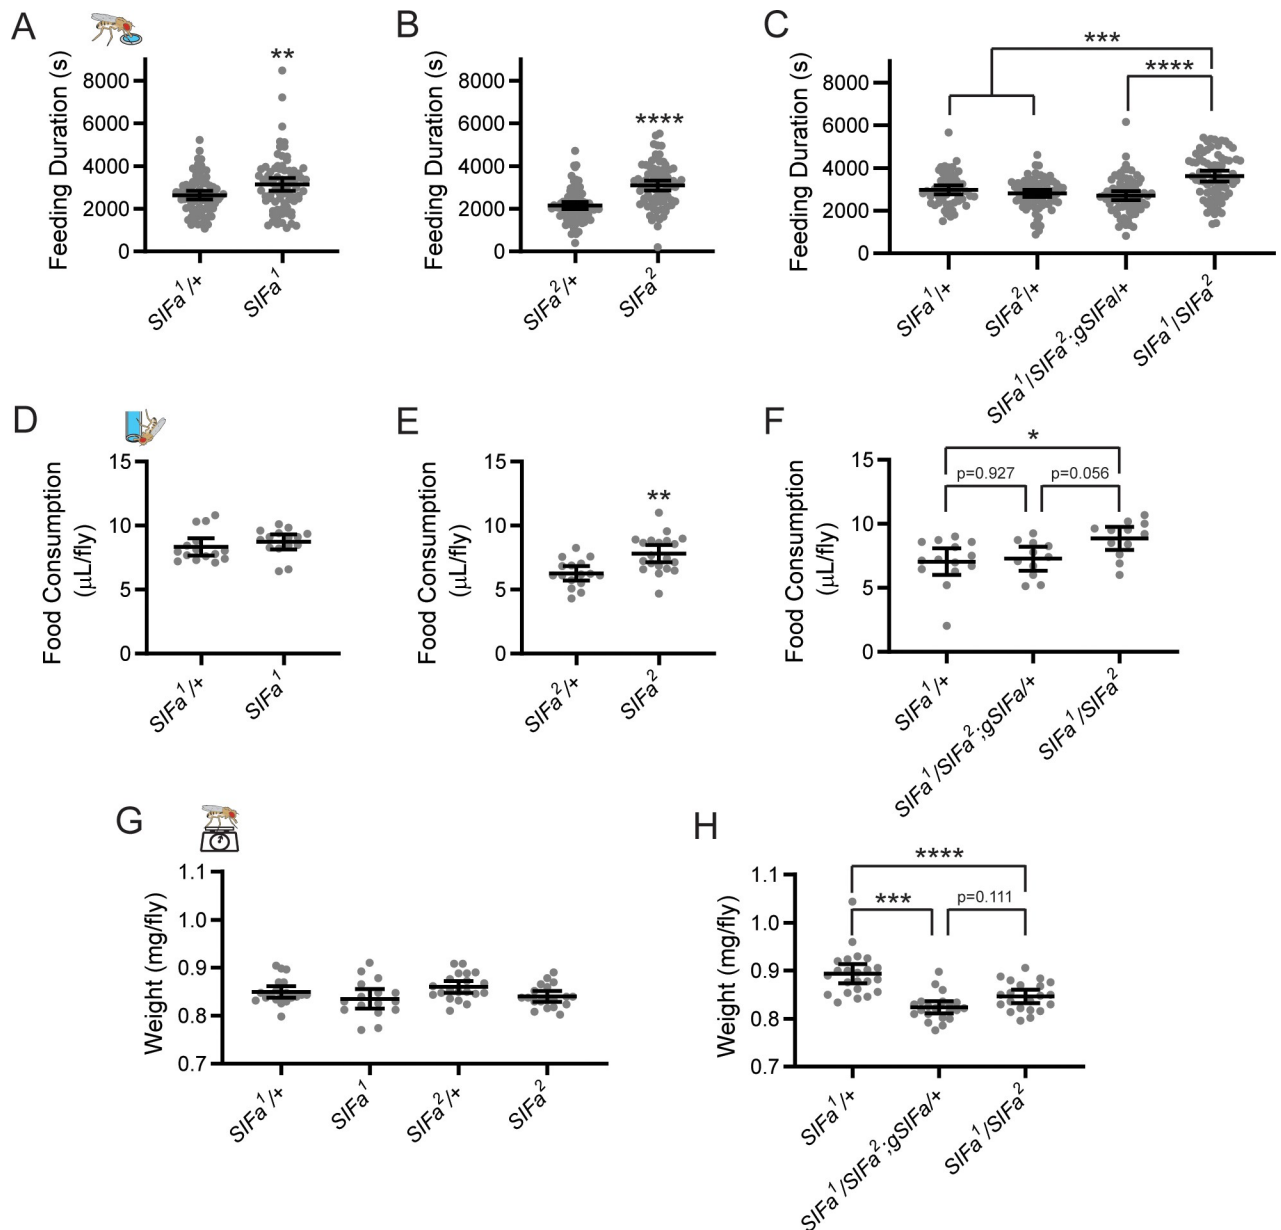 A
Feeding Duration (s)
8000
6000
4000
2000
0
**
SIFa¹/+
SIFa¹
B
Feeding Duration (s)
8000
6000
4000
2000
0
****
SIFa²/+
SIFa²
C
Feeding Duration (s)
8000
6000
4000
2000
0
***
****
SIFa¹/+
SIFa²/+
SIFa¹/SIFa²;gSIFa/+
SIFa¹/SIFa²
D
Food Consumption
(µL/fly)
15
10
5
0
SIFa¹/+
SIFa¹
E
Food Consumption
(µL/fly)
15
10
5
0
**
SIFa²/+
SIFa²
F
Food Consumption
(µL/fly)
15
10
5
0
*
p=0.927
p=0.056
SIFa¹/+
SIFa¹/SIFa²;gSIFa/+
SIFa¹/SIFa²
G
Weight (mg/fly)
1.1
1.0
0.9
0.8
0.7
SIFa¹/+
SIFa¹
SIFa²/+
SIFa²
H
Weight (mg/fly)
1.1
1.0
0.9
0.8
0.7
****
***
p=0.111
SIFa¹/+
SIFa¹/SIFa²;gSIFa/+
SIFa¹/SIFa²